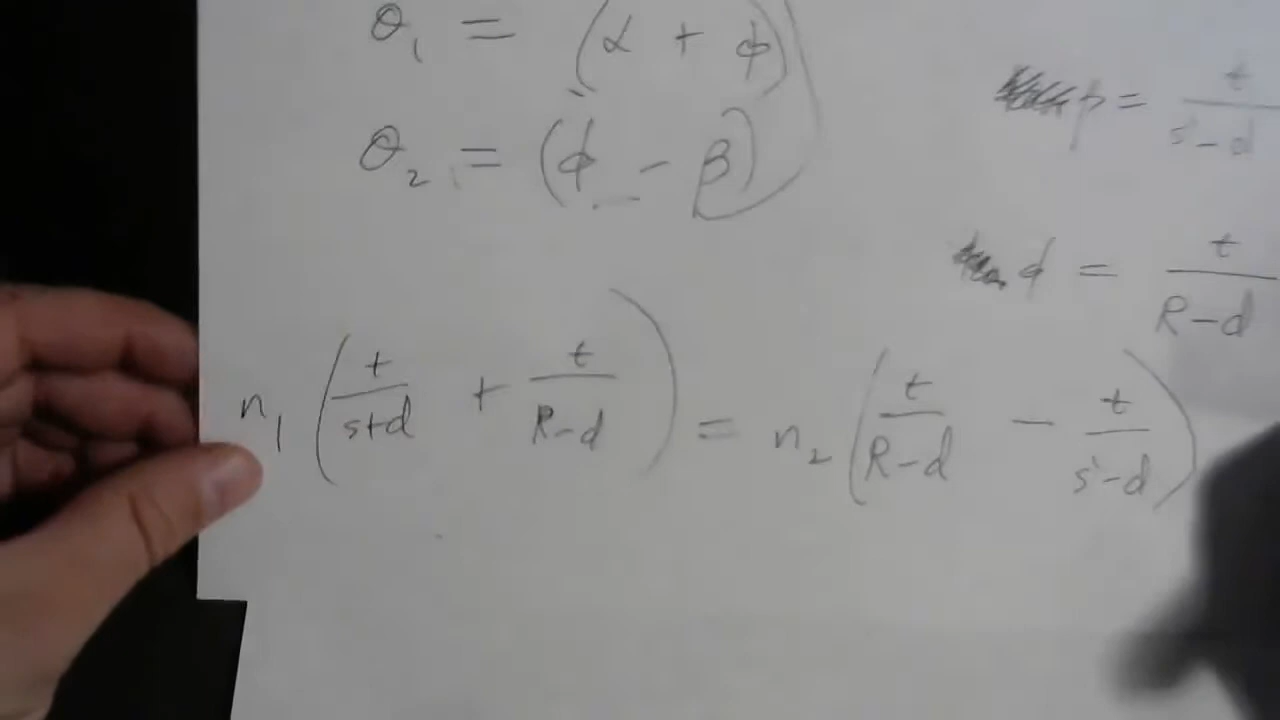 θ₁ = (α + φ)
β = t/(s'-d)
θ₂ = (φ - β)
φ = t/(R-d)
n₁ (t/(s+d) + t/(R-d)) = n₂ (t/(R-d) - t/(s'-d))